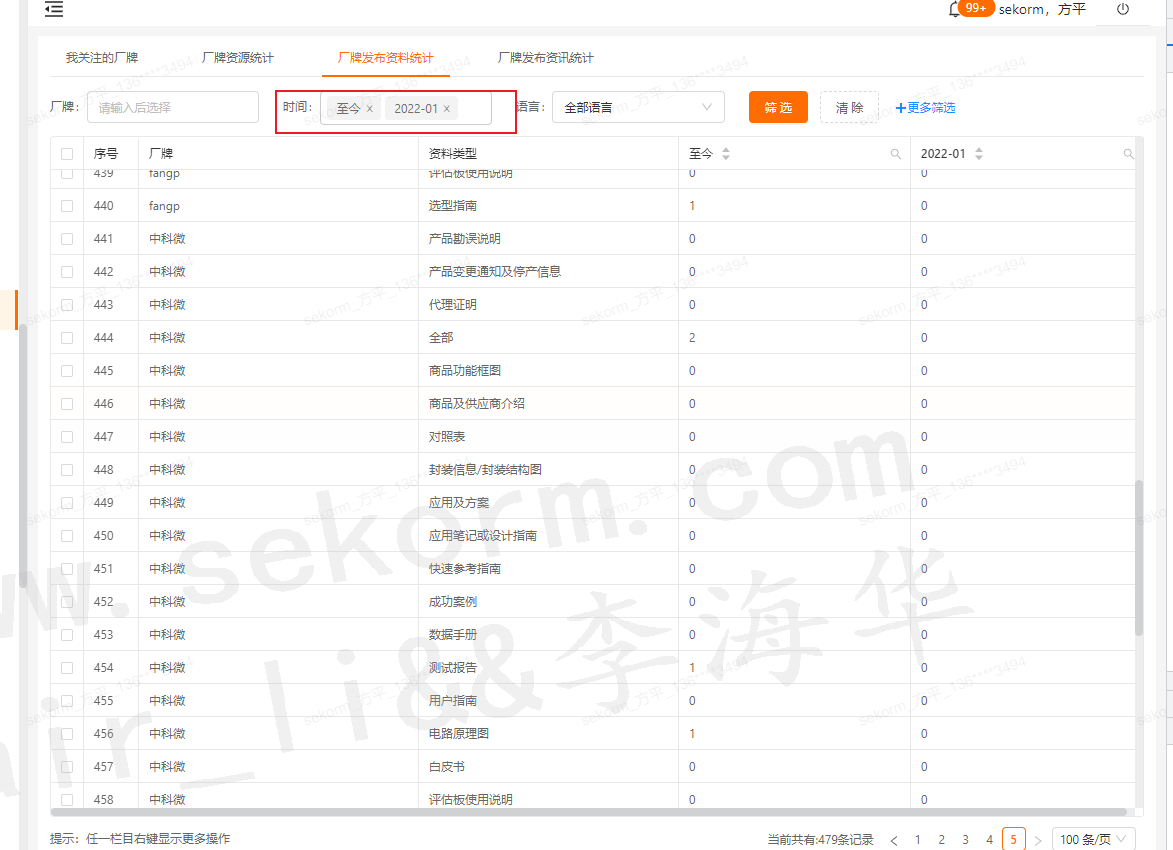 99+ sekorm，方平
我关注的厂牌 厂牌资源统计 厂牌发布资料统计 厂牌发布资讯统计
厂牌: 请输入后选择 时间: 至今 × 2022-01 × 语言: 全部语言 筛选 清除 +更多筛选
序号 厂牌 资料类型 至今 2022-01
439 fangp 评估板使用说明 0 0
440 fangp 选型指南 1 0
441 中科微 产品勘误说明 0 0
442 中科微 产品变更通知及停产信息 0 0
443 中科微 代理证明 0 0
444 中科微 全部 2 0
445 中科微 商品功能框图 0 0
446 中科微 商品及供应商介绍 0 0
447 中科微 对照表 0 0
448 中科微 封装信息/封装结构图 0 0
449 中科微 应用及方案 0 0
450 中科微 应用笔记或设计指南 0 0
451 中科微 快速参考指南 0 0
452 中科微 成功案例 0 0
453 中科微 数据手册 0 0
454 中科微 测试报告 1 0
455 中科微 用户指南 0 0
456 中科微 电路原理图 1 0
457 中科微 白皮书 0 0
458 中科微 评估板使用说明 0 0
提示: 任一栏目右键显示更多操作 当前共有:479条记录 < 1 2 3 4 5 > 100 条/页
sekorm_方平_136****3494
w.sekorm.com
air_li&&李海华